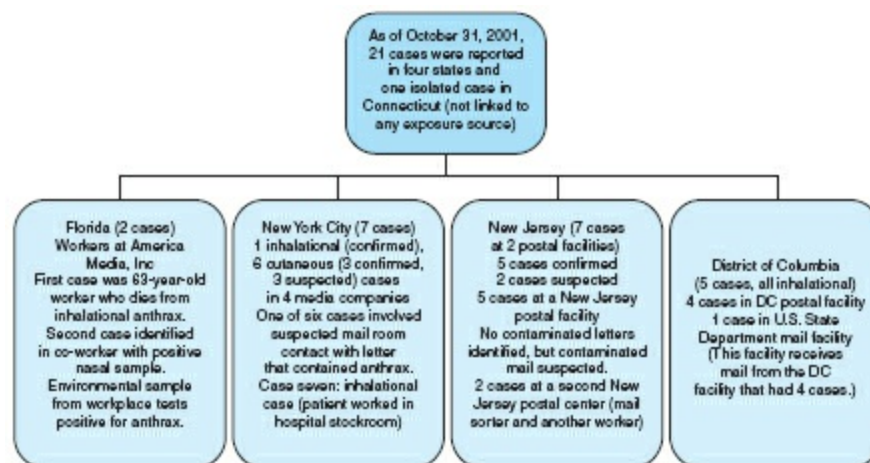 As of October 31, 2001,
21 cases were reported
in four states and
one isolated case in
Connecticut (not linked to
any exposure source)
Florida (2 cases)
Workers at America
Media, Inc
First case was 63-year-old
worker who dies from
inhalational anthrax.
Second case identified
in co-worker with positive
nasal sample.
Environmental sample
from workplace tests
positive for anthrax.
New York City (7 cases)
1 inhalational (confirmed),
6 cutaneous (3 confirmed,
3 suspected) cases
in 4 media companies
One of six cases involved
suspected mail room
contact with letter
that contained anthrax.
Case seven: inhalational
case (patient worked in
hospital stockroom)
New Jersey (7 cases
at 2 postal facilities)
5 cases confirmed
2 cases suspected
5 cases at a New Jersey
postal facility
No contaminated letters
identified, but contaminated
mail suspected.
2 cases at a second New
Jersey postal center (mail
sorter and another worker)
District of Columbia
(5 cases, all inhalational)
4 cases in DC postal facility
1 case in U.S. State
Department mail facility
(This facility receives
mail from the DC
facility that had 4 cases.)